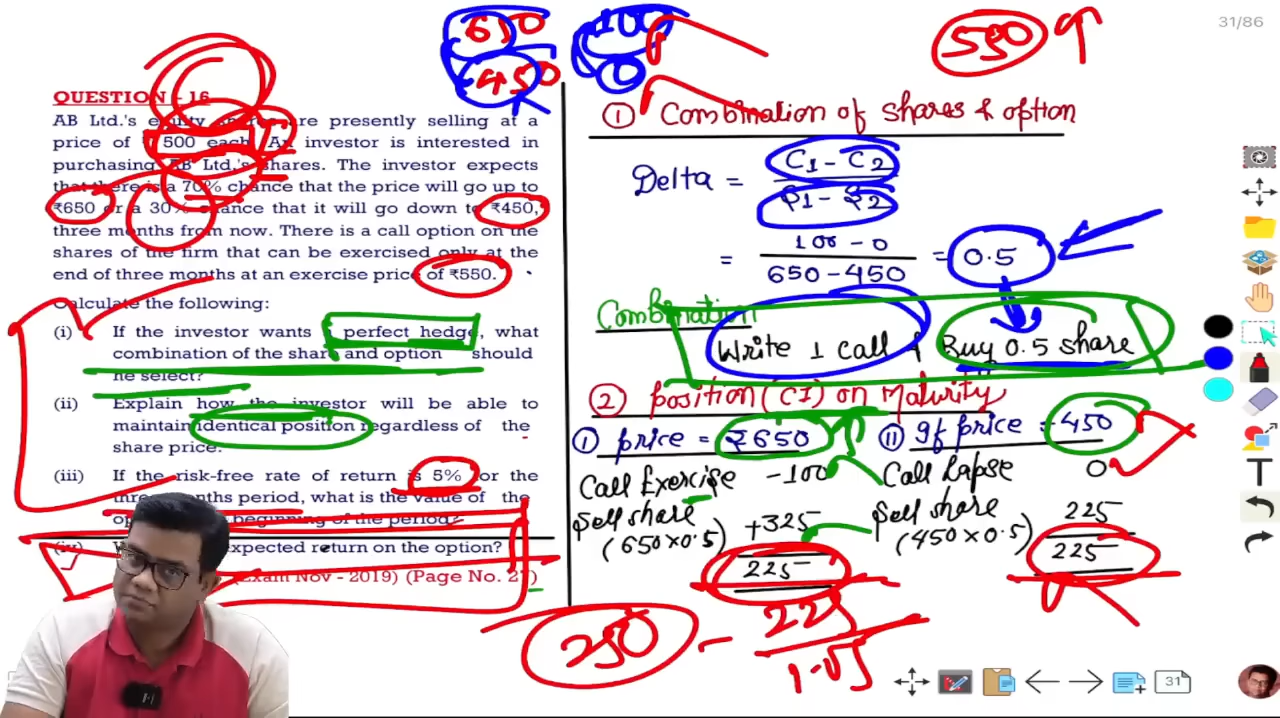 650 100
450 0
550
31/86
QUESTION - 16
AB Ltd.'s equity shares are presently selling at a
price of ₹ 500 each. An investor is interested in
purchasing AB Ltd,'s shares. The investor expects
that there is a 70% chance that the price will go up to
₹650 or a 30% chance that it will go down to ₹450,
three months from now. There is a call option on the
shares of the firm that can be exercised only at the
end of three months at an exercise price of ₹550.
Calculate the following:
(i) If the investor wants perfect hedge, what
combination of the share and option should
he select?
(ii) Explain how the investor will be able to
maintain identical position regardless of the
share price.
(iii) If the risk-free rate of return is 5% for the
three months period, what is the value of the
beginning of the period?
(iv) expected return on the option?
(Exam Nov - 2019) (Page No. 27)
① Combination of shares & option
Delta = C1 - C2
P1 - P2
= 100 - 0 = 0.5
650 - 450
Combination
Write 1 call & Buy 0.5 share
② Position (CI) on Maturity
① price = ₹650
Call Exercise -100
Sell share
(650 × 0.5) +325
225
⑪ If price = 450
Call Lapse 0
Sell share 225
(450 × 0.5)
225
250 - 225
1.05
31